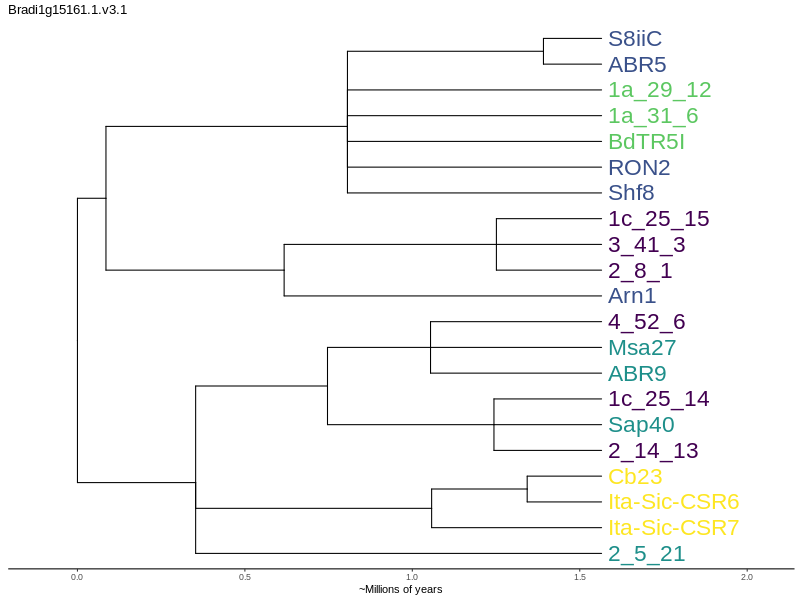 Bradi1g15161.1.v3.1
S8iiC
ABR5
1a_29_12
1a_31_6
BdTR5I
RON2
Shf8
1c_25_15
3_41_3
2_8_1
Arn1
4_52_6
Msa27
ABR9
1c_25_14
Sap40
2_14_13
Cb23
Ita-Sic-CSR6
Ita-Sic-CSR7
2_5_21
0.0 0.5 1.0 1.5 2.0
~Millions of years